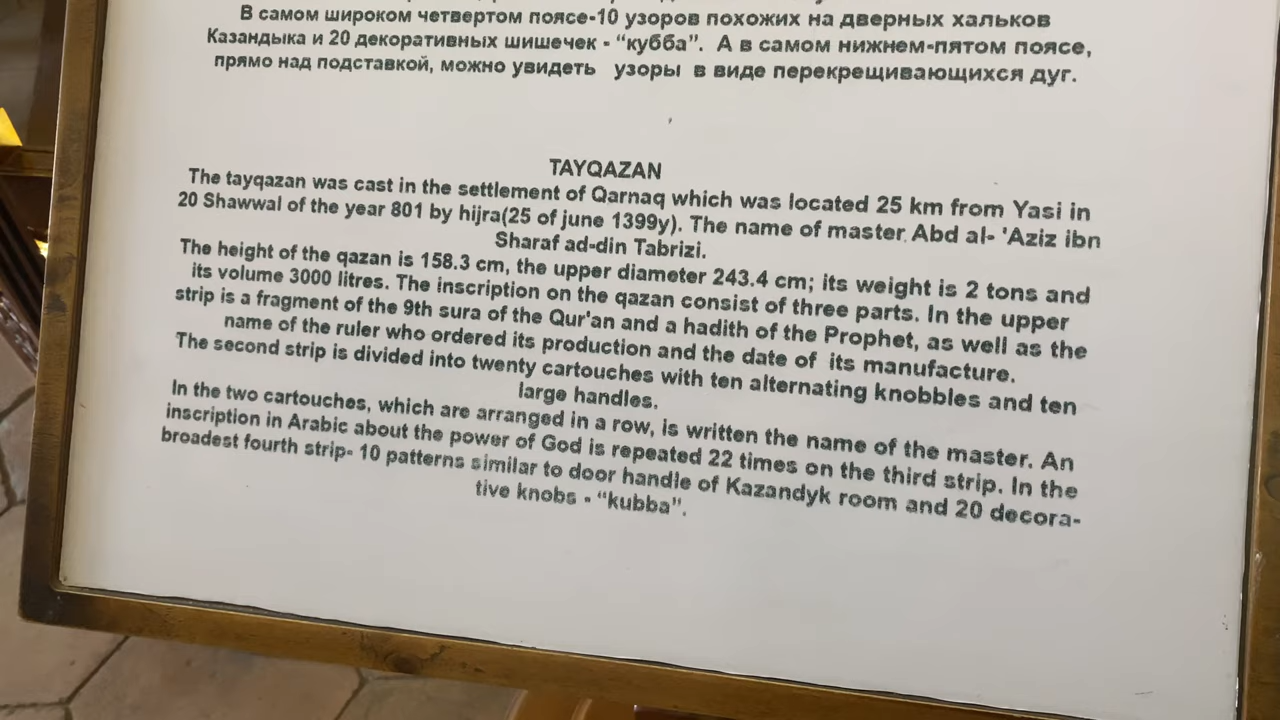 В самом широком четвертом поясе-10 узоров похожих на дверных хальков
Казандыка и 20 декоративных шишечек - “кубба”. А в самом нижнем-пятом поясе,
прямо над подставкой, можно увидеть узоры в виде перекрещивающихся дуг.
TAYQAZAN
The tayqazan was cast in the settlement of Qarnaq which was located 25 km from Yasi in
20 Shawwal of the year 801 by hijra(25 of june 1399y). The name of master Abd al- 'Aziz ibn
Sharaf ad-din Tabrizi.
The height of the qazan is 158.3 cm, the upper diameter 243.4 cm; its weight is 2 tons and
its volume 3000 litres. The inscription on the qazan consist of three parts. In the upper
strip is a fragment of the 9th sura of the Qur'an and a hadith of the Prophet, as well as the
name of the ruler who ordered its production and the date of its manufacture.
The second strip is divided into twenty cartouches with ten alternating knobbles and ten
large handles.
In the two cartouches, which are arranged in a row, is written the name of the master. An
inscription in Arabic about the power of God is repeated 22 times on the third strip. In the
broadest fourth strip- 10 patterns similar to door handle of Kazandyk room and 20 decora-
tive knobs - “kubba”.